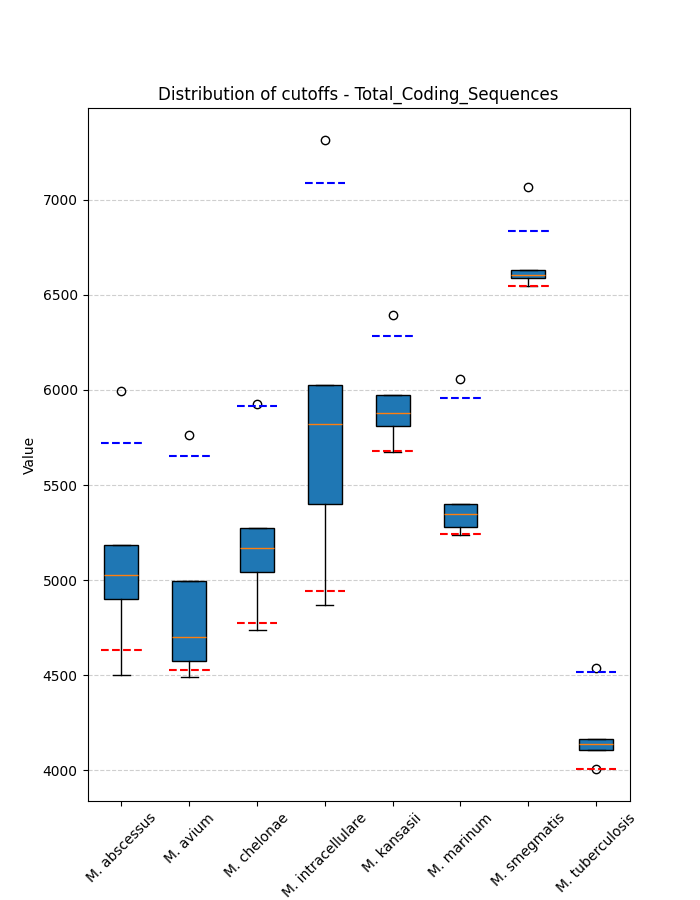 Distribution of cutoffs - Total_Coding_Sequences
Value
7000
6500
6000
5500
5000
4500
4000
M. abscessus
M. avium
M. chelonae
M. intracellulare
M. kansasii
M. marinum
M. smegmatis
M. tuberculosis